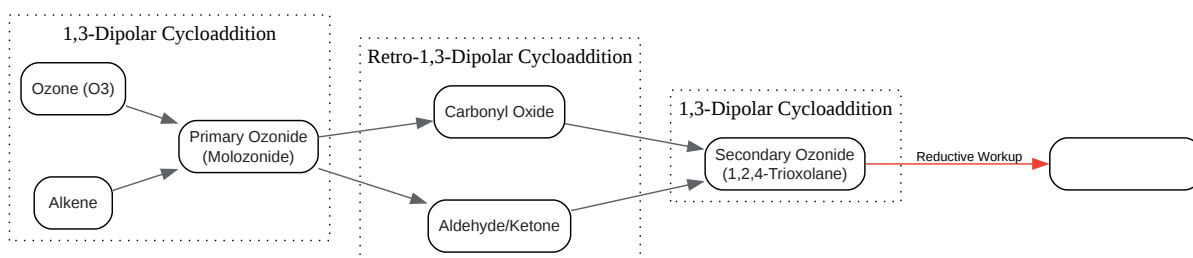 1,3-Dipolar Cycloaddition
Ozone (O3)
Alkene
Primary Ozonide
(Molozonide)
Retro-1,3-Dipolar Cycloaddition
Carbonyl Oxide
Aldehyde/Ketone
1,3-Dipolar Cycloaddition
Secondary Ozonide
(1,2,4-Trioxolane)
Reductive Workup